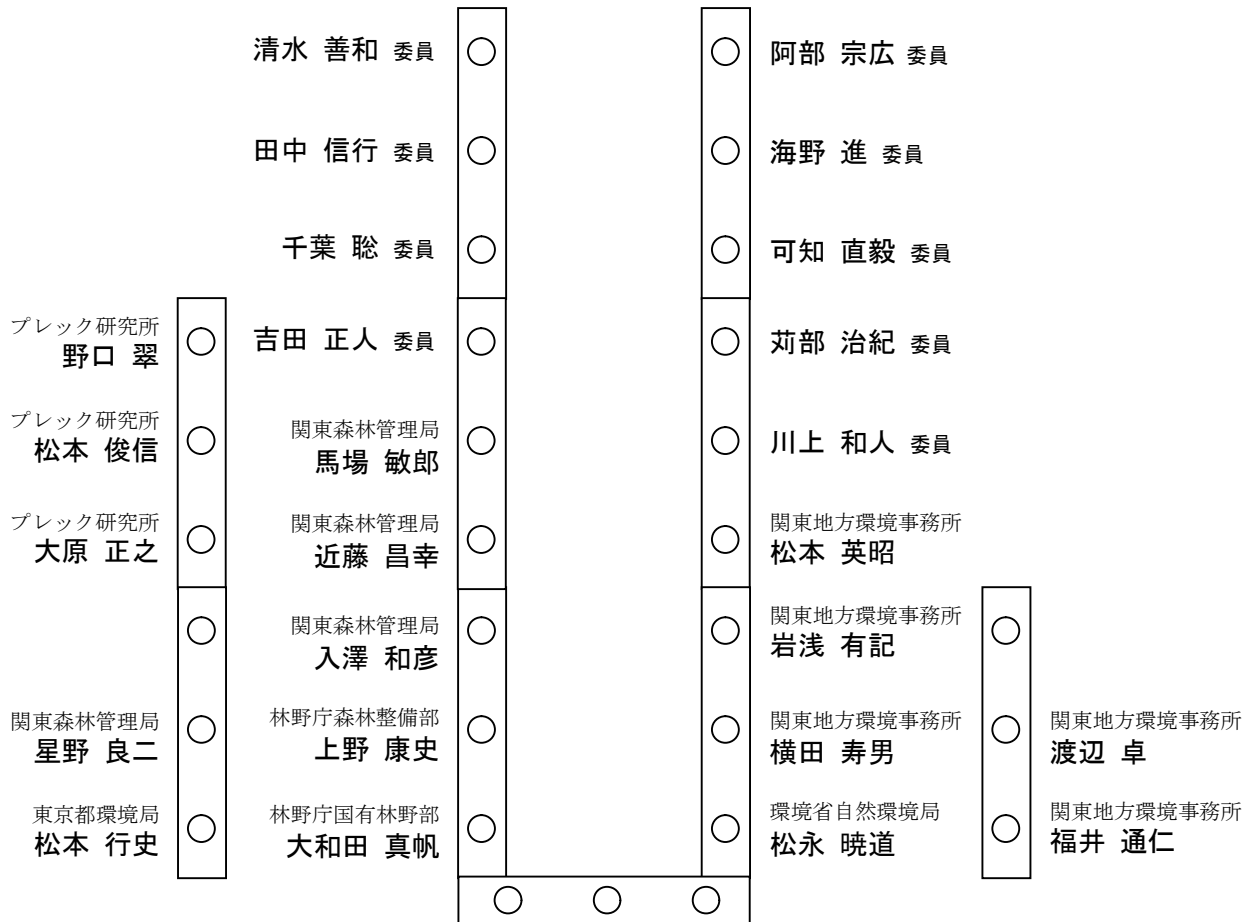 清水 善和 委員
阿部 宗広 委員
田中 信行 委員
海野 進 委員
千葉 聡 委員
可知 直毅 委員
プレック研究所
野口 翠
吉田 正人 委員
苅部 治紀 委員
プレック研究所
松本 俊信
関東森林管理局
馬場 敏郎
川上 和人 委員
プレック研究所
大原 正之
関東森林管理局
近藤 昌幸
関東地方環境事務所
松本 英昭
関東森林管理局
入澤 和彦
関東地方環境事務所
岩浅 有記
関東森林管理局
星野 良二
林野庁森林整備部
上野 康史
関東地方環境事務所
横田 寿男
関東地方環境事務所
渡辺 卓
東京都環境局
松本 行史
林野庁国有林野部
大和田 真帆
環境省自然環境局
松永 暁道
関東地方環境事務所
福井 通仁